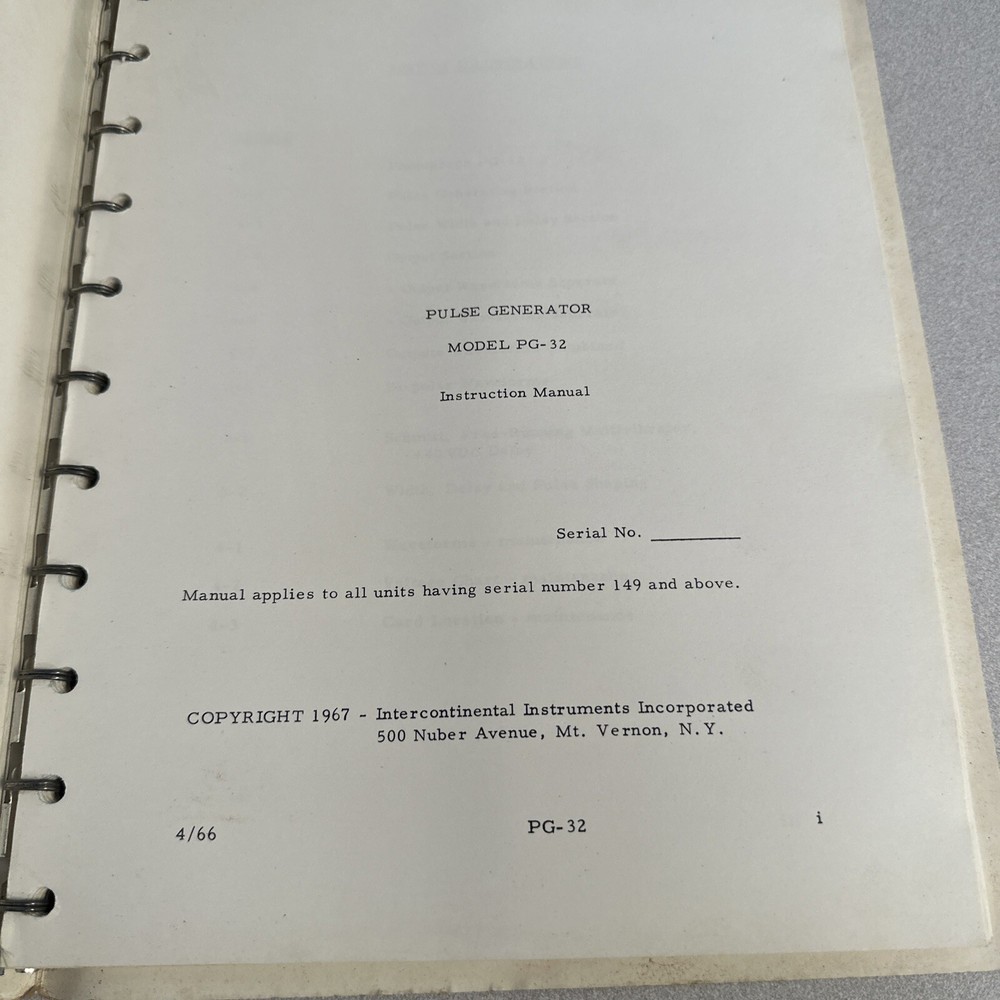 PULSE GENERATOR
MODEL PG-32
Instruction Manual
Serial No. __________
Manual applies to all units having serial number 149 and above.
COPYRIGHT 1967 - Intercontinental Instruments Incorporated
500 Nuber Avenue, Mt. Vernon, N.Y.
4/66 PG-32 i